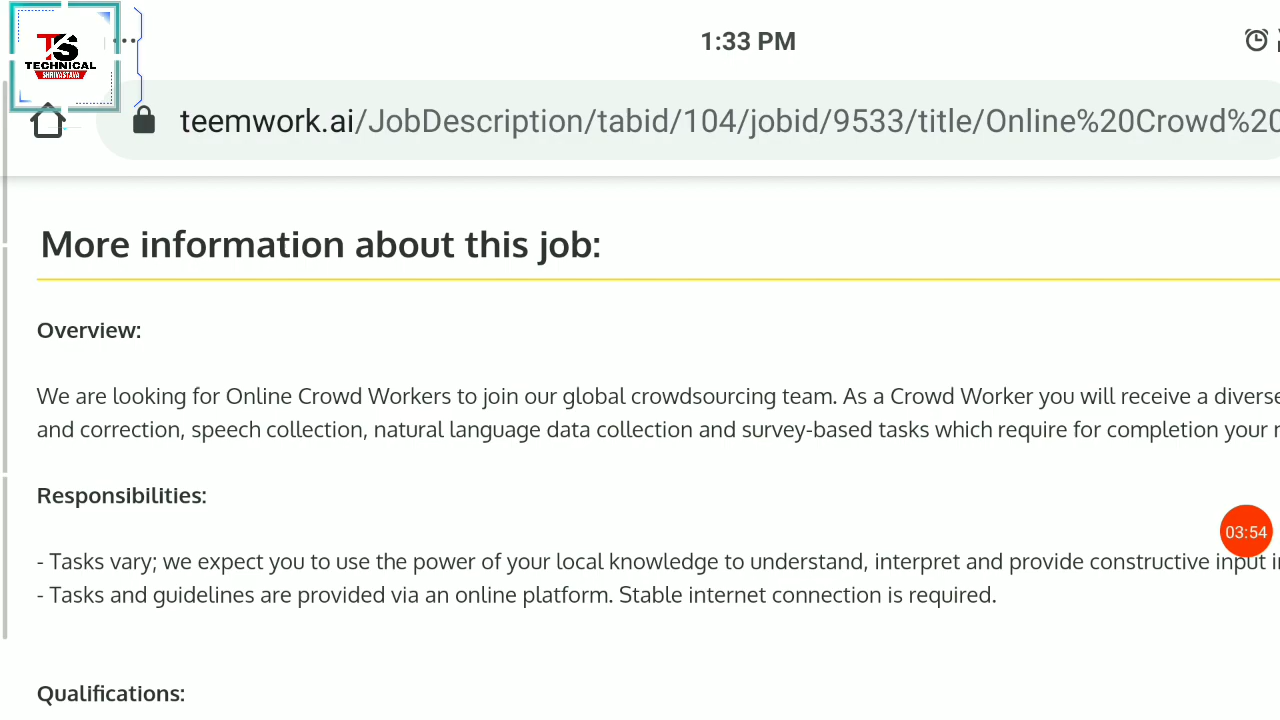 TS
TECHNICAL
SHRIVASTAVA
1:33 PM
teemwork.ai/JobDescription/tabid/104/jobid/9533/title/Online%20Crowd%20
More information about this job:
Overview:
We are looking for Online Crowd Workers to join our global crowdsourcing team. As a Crowd Worker you will receive a diverse
and correction, speech collection, natural language data collection and survey-based tasks which require for completion your
Responsibilities:
03:54
- Tasks vary; we expect you to use the power of your local knowledge to understand, interpret and provide constructive input
- Tasks and guidelines are provided via an online platform. Stable internet connection is required.
Qualifications: